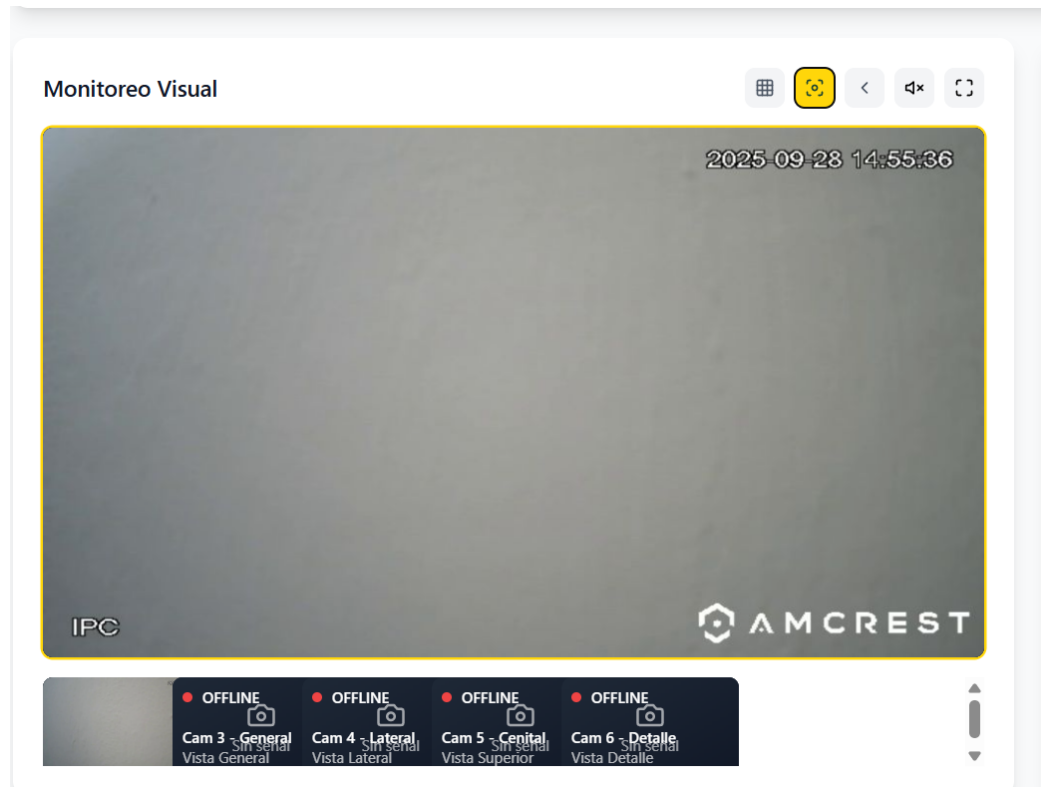 Monitoreo Visual
2025-09-28 14:55:36
IPC
AMCREST
OFFLINE
Cam 3 - General
Sin señal
Vista General
OFFLINE
Cam 4 - Lateral
Sin señal
Vista Lateral
OFFLINE
Cam 5 - Cenital
Sin señal
Vista Superior
OFFLINE
Cam 6 - Detalle
Sin señal
Vista Detalle